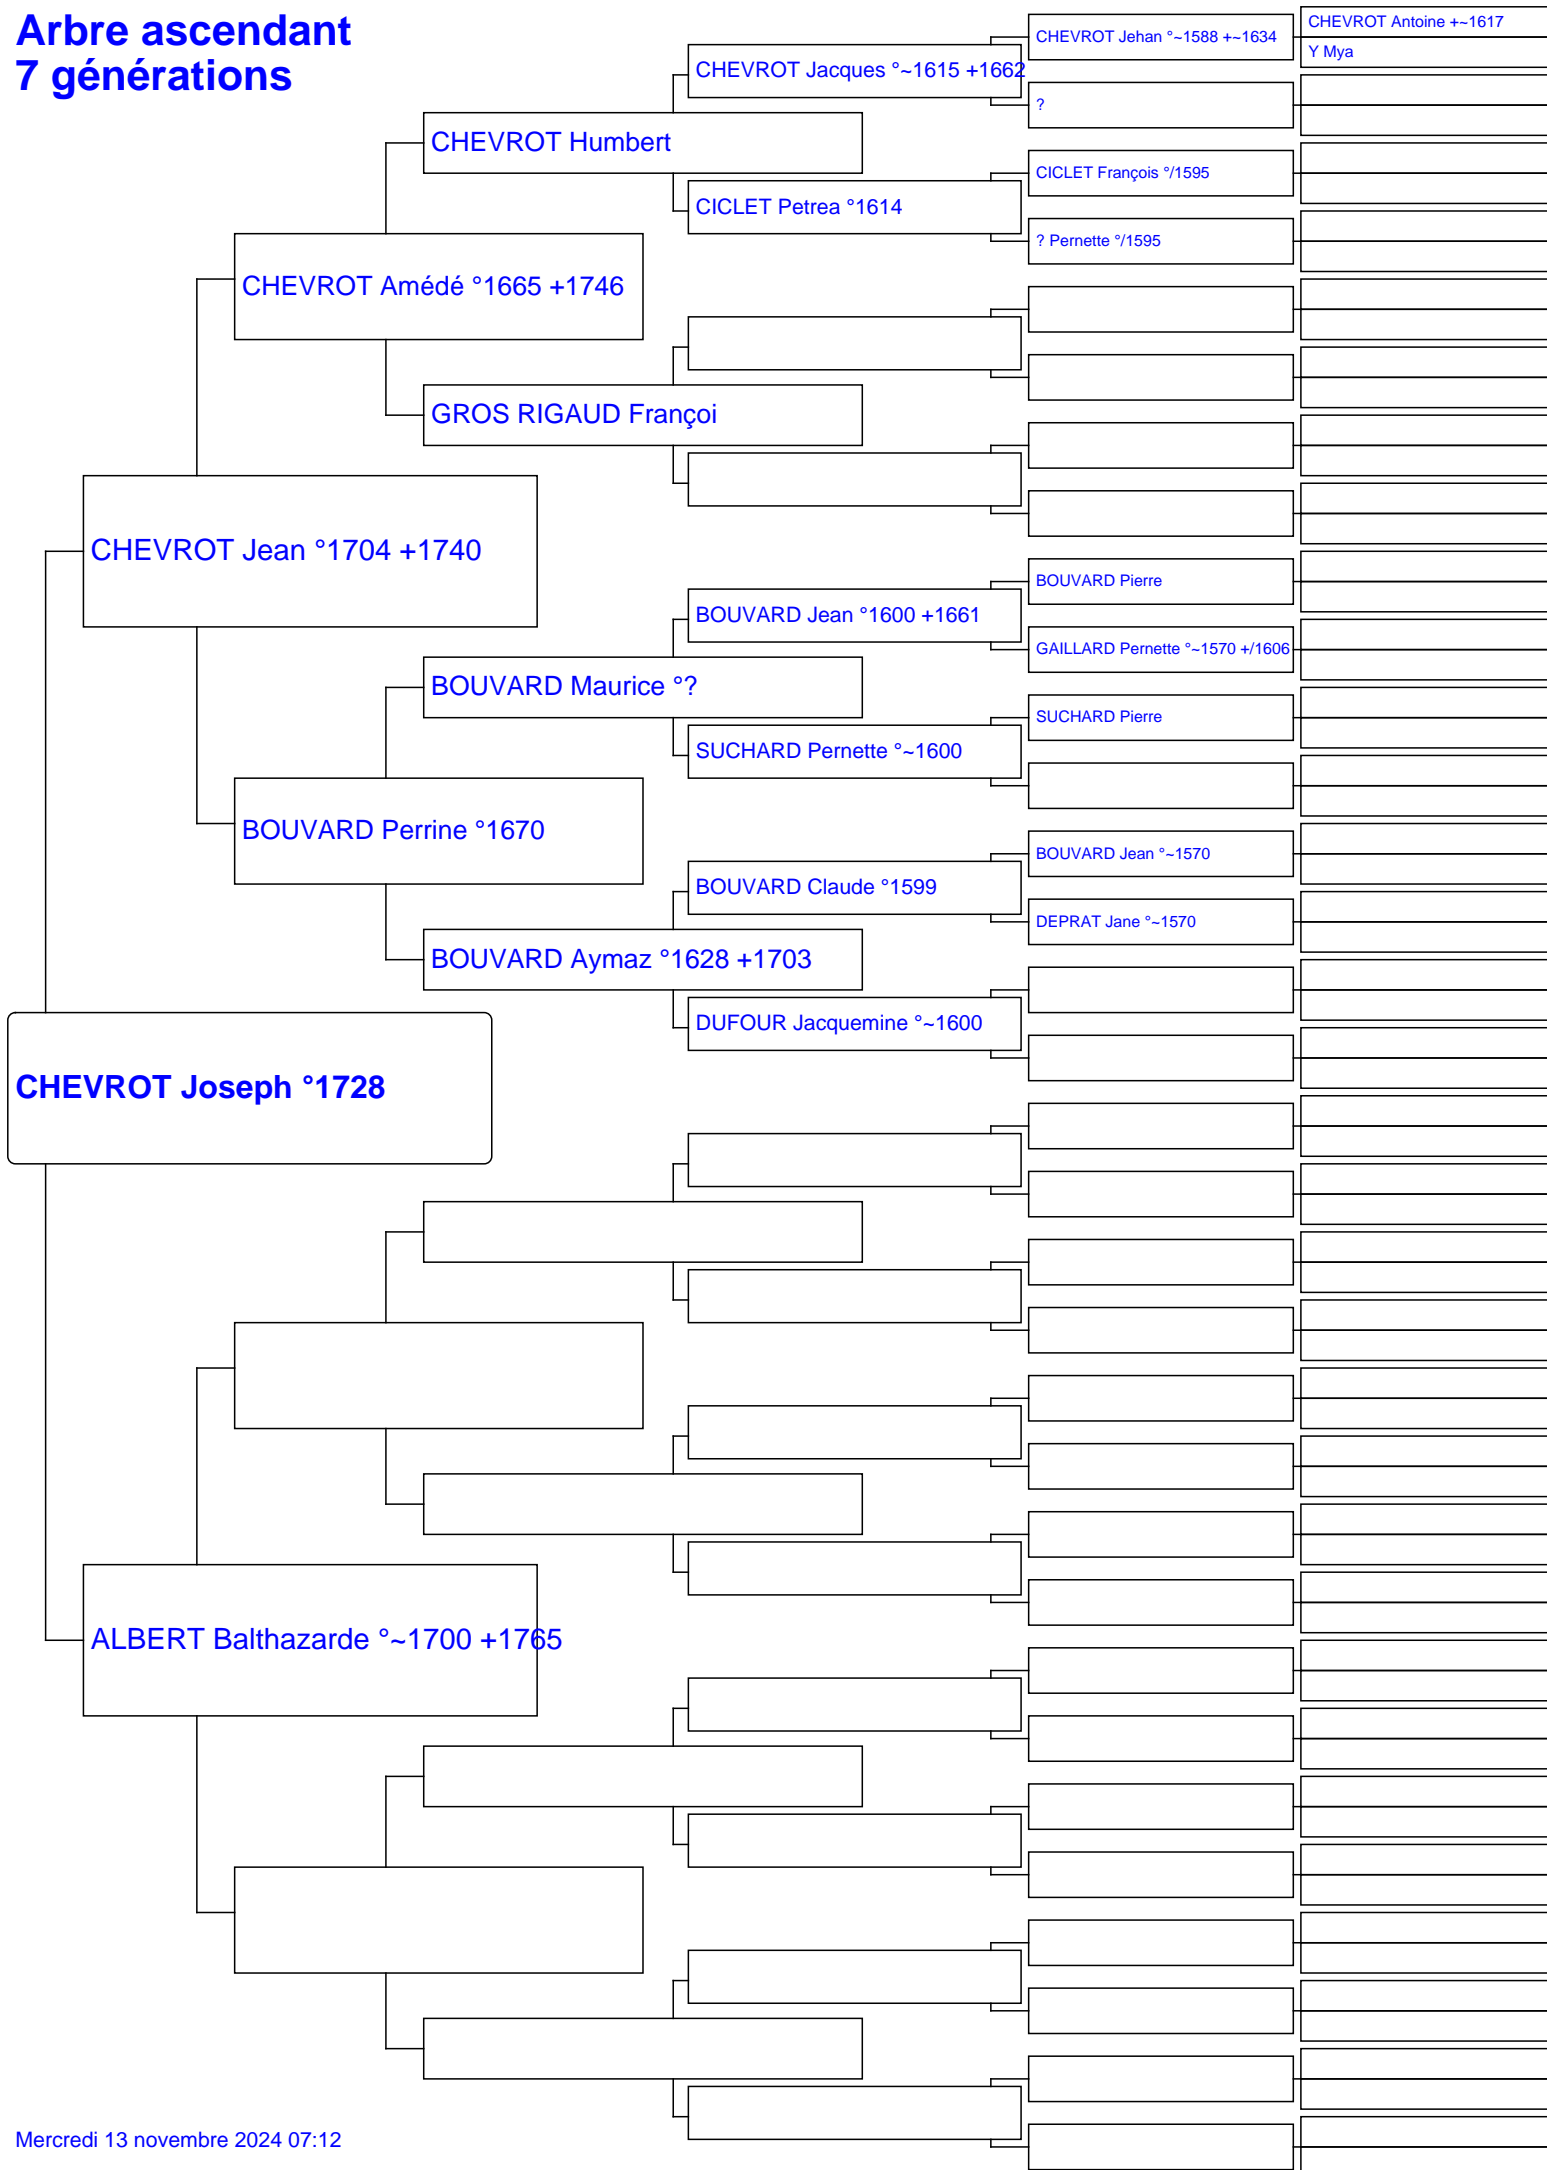 Arbre ascendant
7 générations
CHEVROT Joseph °1728
CHEVROT Jean °1704 +1740
ALBERT Balthazarde °~1700 +1765
CHEVROT Amédé °1665 +1746
BOUVARD Perrine °1670
CHEVROT Humbert
GROS RIGAUD Françoi
BOUVARD Maurice °?
BOUVARD Aymaz °1628 +1703
CHEVROT Jacques °~1615 +1662
CICLET Petrea °1614
BOUVARD Jean °1600 +1661
SUCHARD Pernette °~1600
BOUVARD Claude °1599
DUFOUR Jacquemine °~1600
CHEVROT Jehan °~1588 +~1634
?
CICLET François °/1595
? Pernette °/1595
BOUVARD Pierre
GAILLARD Pernette °~1570 +/1606
SUCHARD Pierre
BOUVARD Jean °~1570
DEPRAT Jane °~1570
CHEVROT Antoine +~1617
Y Mya
Mercredi 13 novembre 2024 07:12